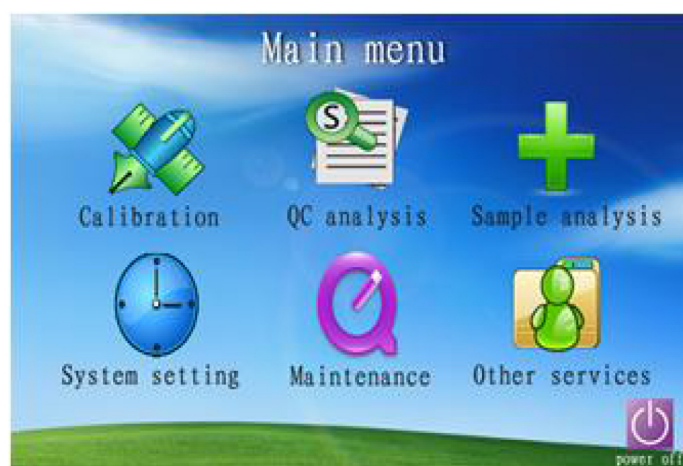 Main menu
S
Calibration QC analysis Sample analysis
System setting Maintenance Other services
power off